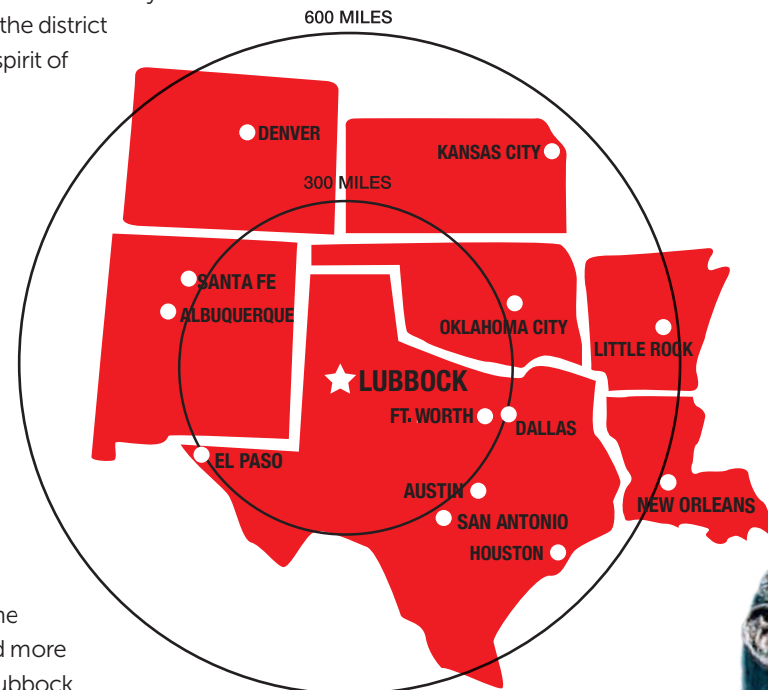 the district
spirit of
600 MILES
DENVER
KANSAS CITY
300 MILES
SANTA FE
ALBUQUERQUE
OKLAHOMA CITY
LITTLE ROCK
LUBBOCK
FT. WORTH
DALLAS
EL PASO
AUSTIN
NEW ORLEANS
SAN ANTONIO
HOUSTON
more